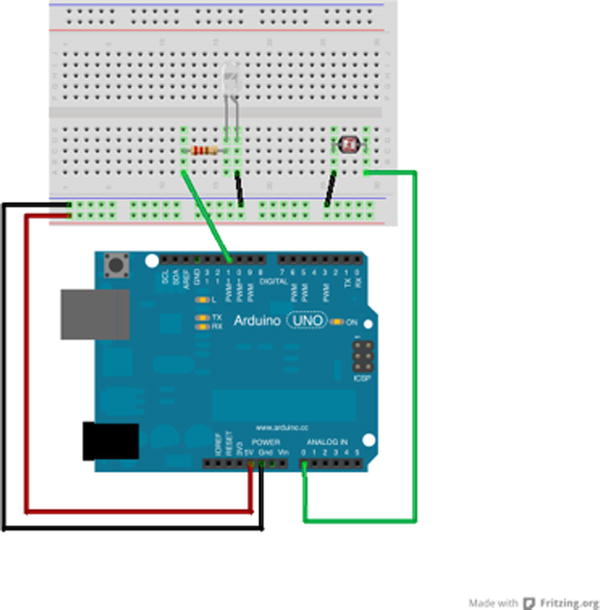 SCL
SDA
AREF
GND
13
12
PWM 11
PWM 10
PWM 9
8
DIGITAL
7
PWM 6
PWM 5
4
PWM 3
2
TX 1
RX 0
L
TX
RX
Arduino UNO
ON
ICSP
www.arduino.cc
POWER
ANALOG IN
IOREF
RESET
3V3
5V
Gnd
Vin
0 1 2 3 4 5
Made with Fritzing.org